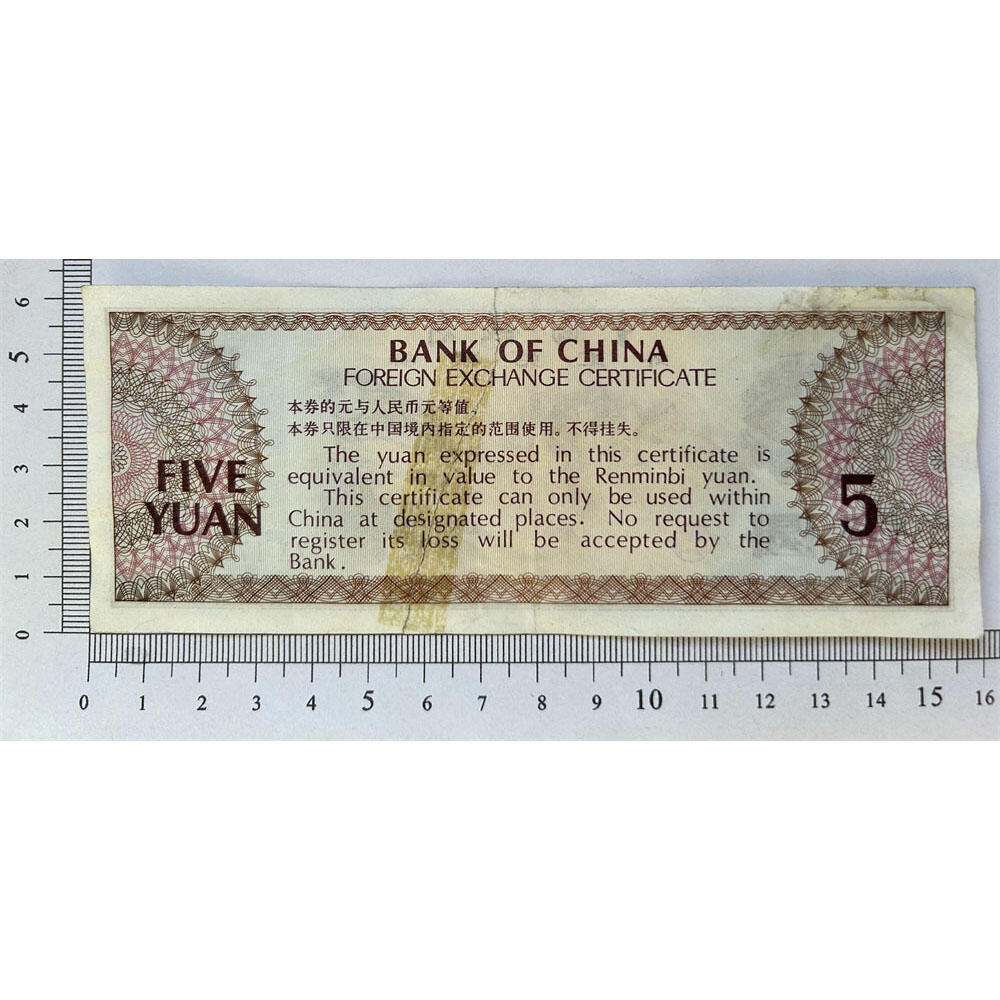 BANK OF CHINA
FOREIGN EXCHANGE CERTIFICATE
本券的元与人民币元等值。
本券只限在中国境内指定的范围使用。不得挂失。
The yuan expressed in this certificate is
equivalent in value to the Renminbi yuan.
This certificate can only be used within
China at designated places. No request to
register its loss will be accepted by the
Bank.
FIVE
YUAN
5
6
5
4
3
2
1
0
0 1 2 3 4 5 6 7 8 9 10 11 12 13 14 15 16